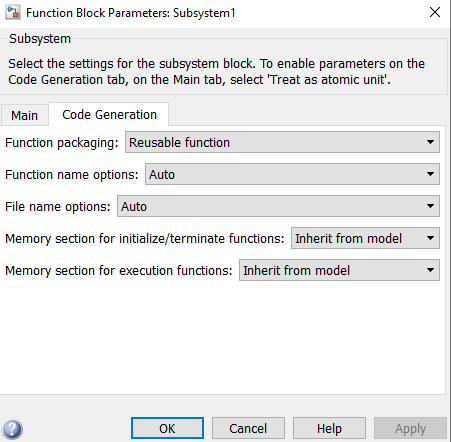 Function Block Parameters: Subsystem1
Subsystem
Select the settings for the subsystem block. To enable parameters on the
Code Generation tab, on the Main tab, select 'Treat as atomic unit'.
Main Code Generation
Function packaging: Reusable function
Function name options: Auto
File name options: Auto
Memory section for initialize/terminate functions: Inherit from model
Memory section for execution functions: Inherit from model
? OK Cancel Help Apply